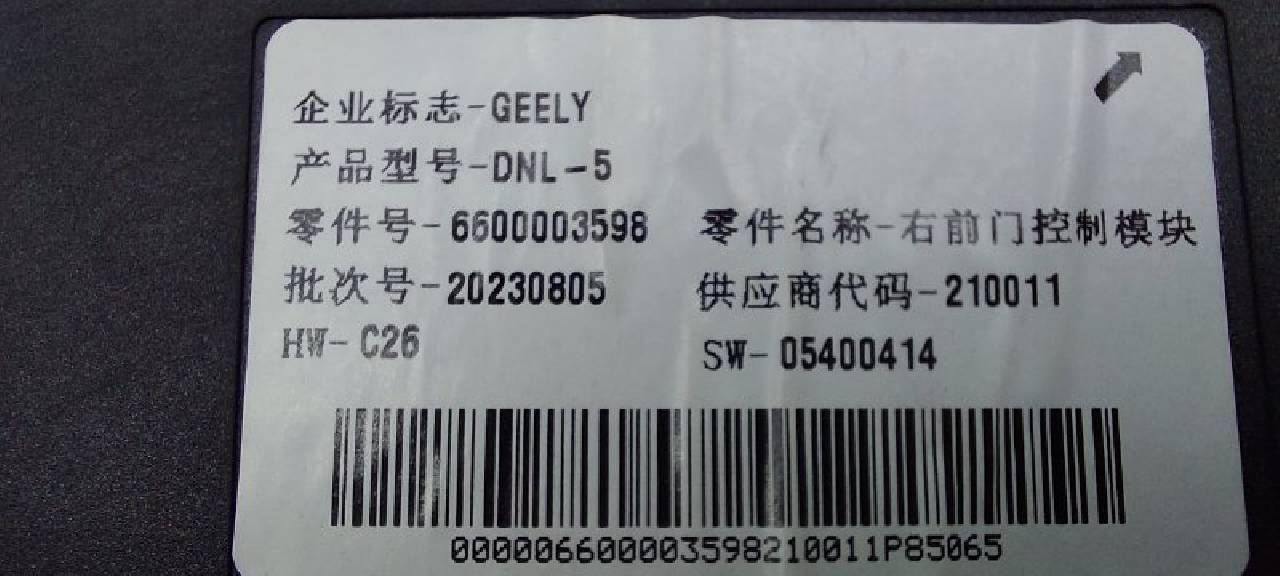 企业标志-GEELY
产品型号-DNL-5
零件号-6600003598 零件名称-右前门控制模块
批次号-20230805 供应商代码-210011
HW-C26 SW-05400414
000006600003598210011P85065